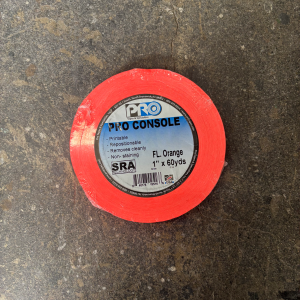 PRO
PRO CONSOLE
- Printable
- Repositionable
- Removes cleanly
- Non-staining
FL. Orange
1" x 60yds
SRA